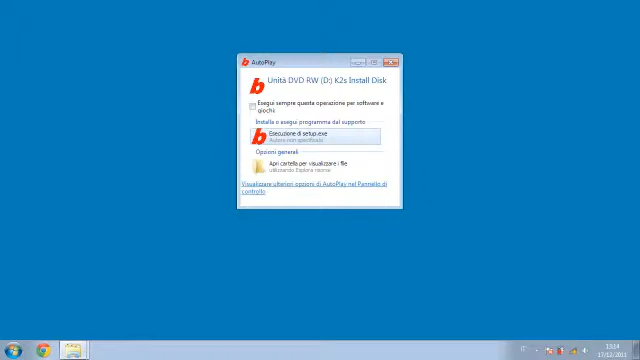 AutoPlay
Unità DVD RW (D:) K2s Install Disk
Esegui sempre questa operazione per software e
giochi:
Installa o esegui programma dal supporto
Esecuzione di setup.exe
Autore non specificato
Opzioni generali
Apri cartella per visualizzare i file
utilizzando Esplora risorse
Visualizzare ulteriori opzioni di AutoPlay nel Pannello di
controllo
IT
13:14
17/12/2011